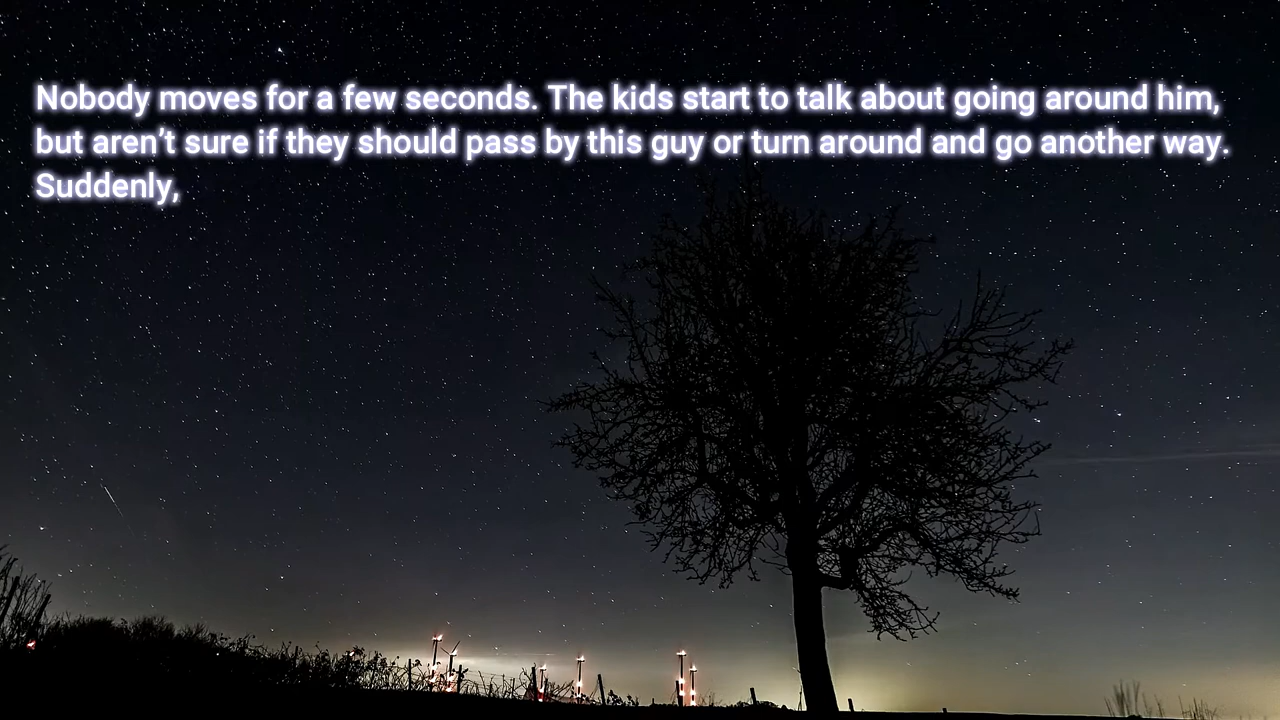 Nobody moves for a few seconds. The kids start to talk about going around him,
but aren’t sure if they should pass by this guy or turn around and go another way.
Suddenly,